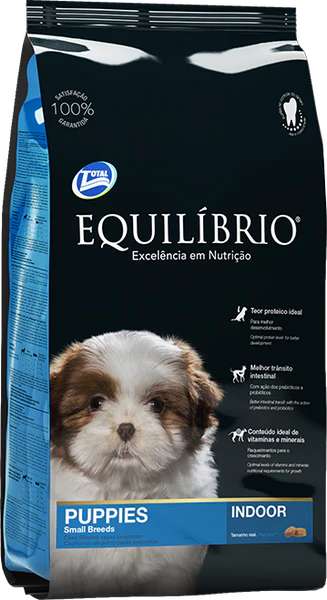 SATISFAÇÃO
100%
GARANTIDA
TOTAL
EQUILÍBRIO®
Excelência em Nutrição
Teor proteico ideal
Para melhor
desenvolvimento
Optimal protein level for better
development
Melhor trânsito
intestinal
Com ação dos prebióticos e
probióticos
Better intestinal transit with the action
of prebiotics and probiotics
Conteúdo ideal de
vitaminas e minerais
Requerimentos para o
crescimento
Optimal levels of vitamins and minerals
nutritional requirements for growth
PUPPIES
Small Breeds
INDOOR
Tamanho real.